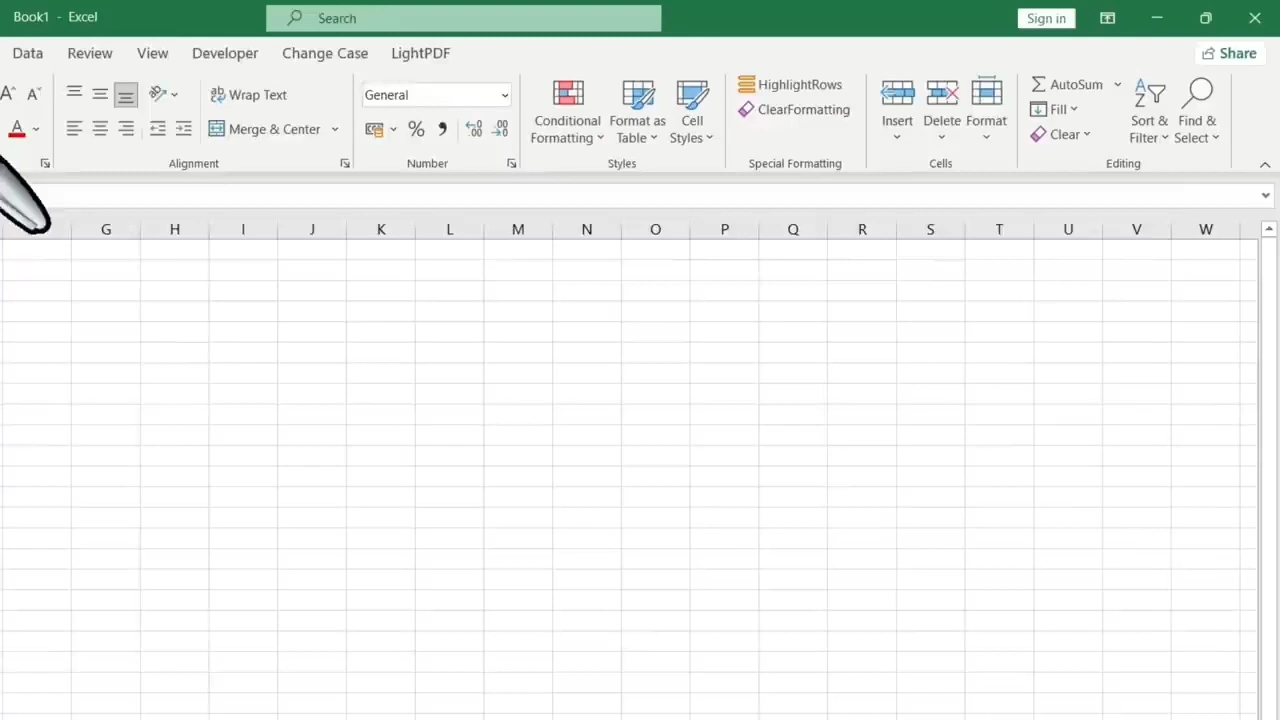 Book1 - Excel
Search
Sign in
Data Review View Developer Change Case LightPDF
Share
Wrap Text
General
Merge & Center
Conditional Formatting
Format as Table
Cell Styles
HighlightRows
ClearFormatting
Insert
Delete
Format
AutoSum
Fill
Clear
Sort & Filter
Find & Select
Alignment
Number
Styles
Special Formatting
Cells
Editing
G H I J K L M N O P Q R S T U V W